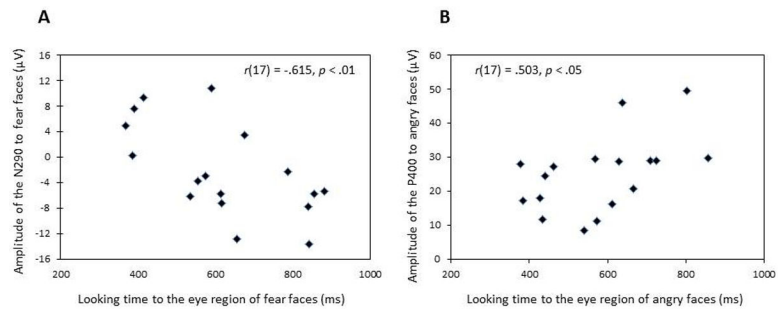 A
Amplitude of the N290 to fear faces (µV)
16
12
8
4
0
-4
-8
-12
-16
r(17) = -.615, p < .01
200 400 600 800 1000
Looking time to the eye region of fear faces (ms)
B
Amplitude of the P400 to angry faces (µV)
60
50
40
30
20
10
0
r(17) = .503, p < .05
200 400 600 800 1000
Looking time to the eye region of angry faces (ms)